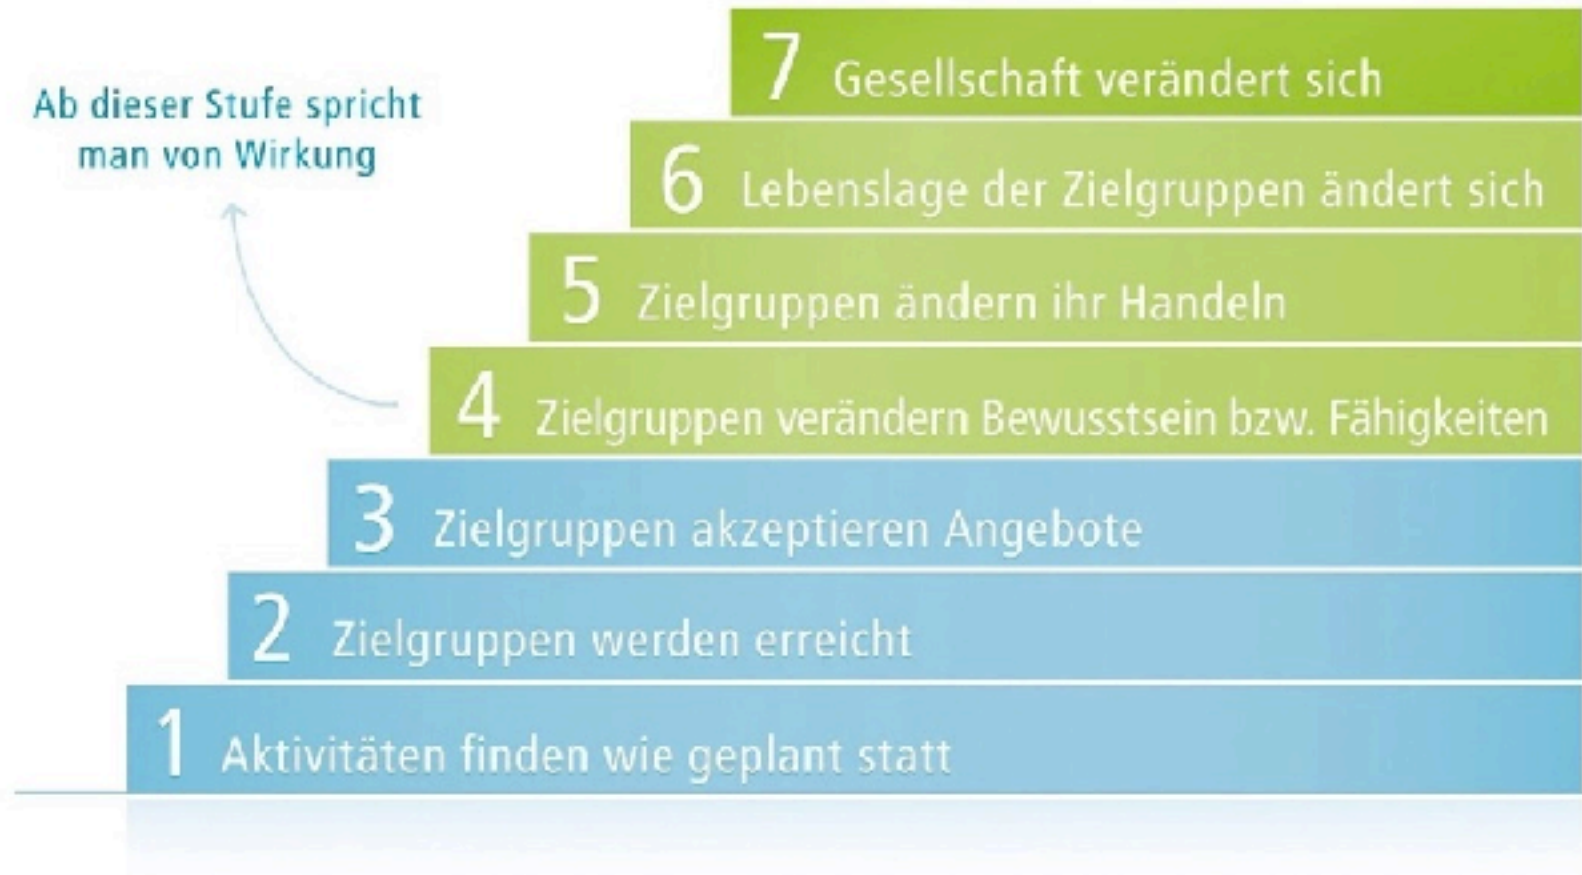 Ab dieser Stufe spricht
man von Wirkung
7 Gesellschaft verändert sich
6 Lebenslage der Zielgruppen ändert sich
5 Zielgruppen ändern ihr Handeln
4 Zielgruppen verändern Bewusstsein bzw. Fähigkeiten
3 Zielgruppen akzeptieren Angebote
2 Zielgruppen werden erreicht
1 Aktivitäten finden wie geplant statt